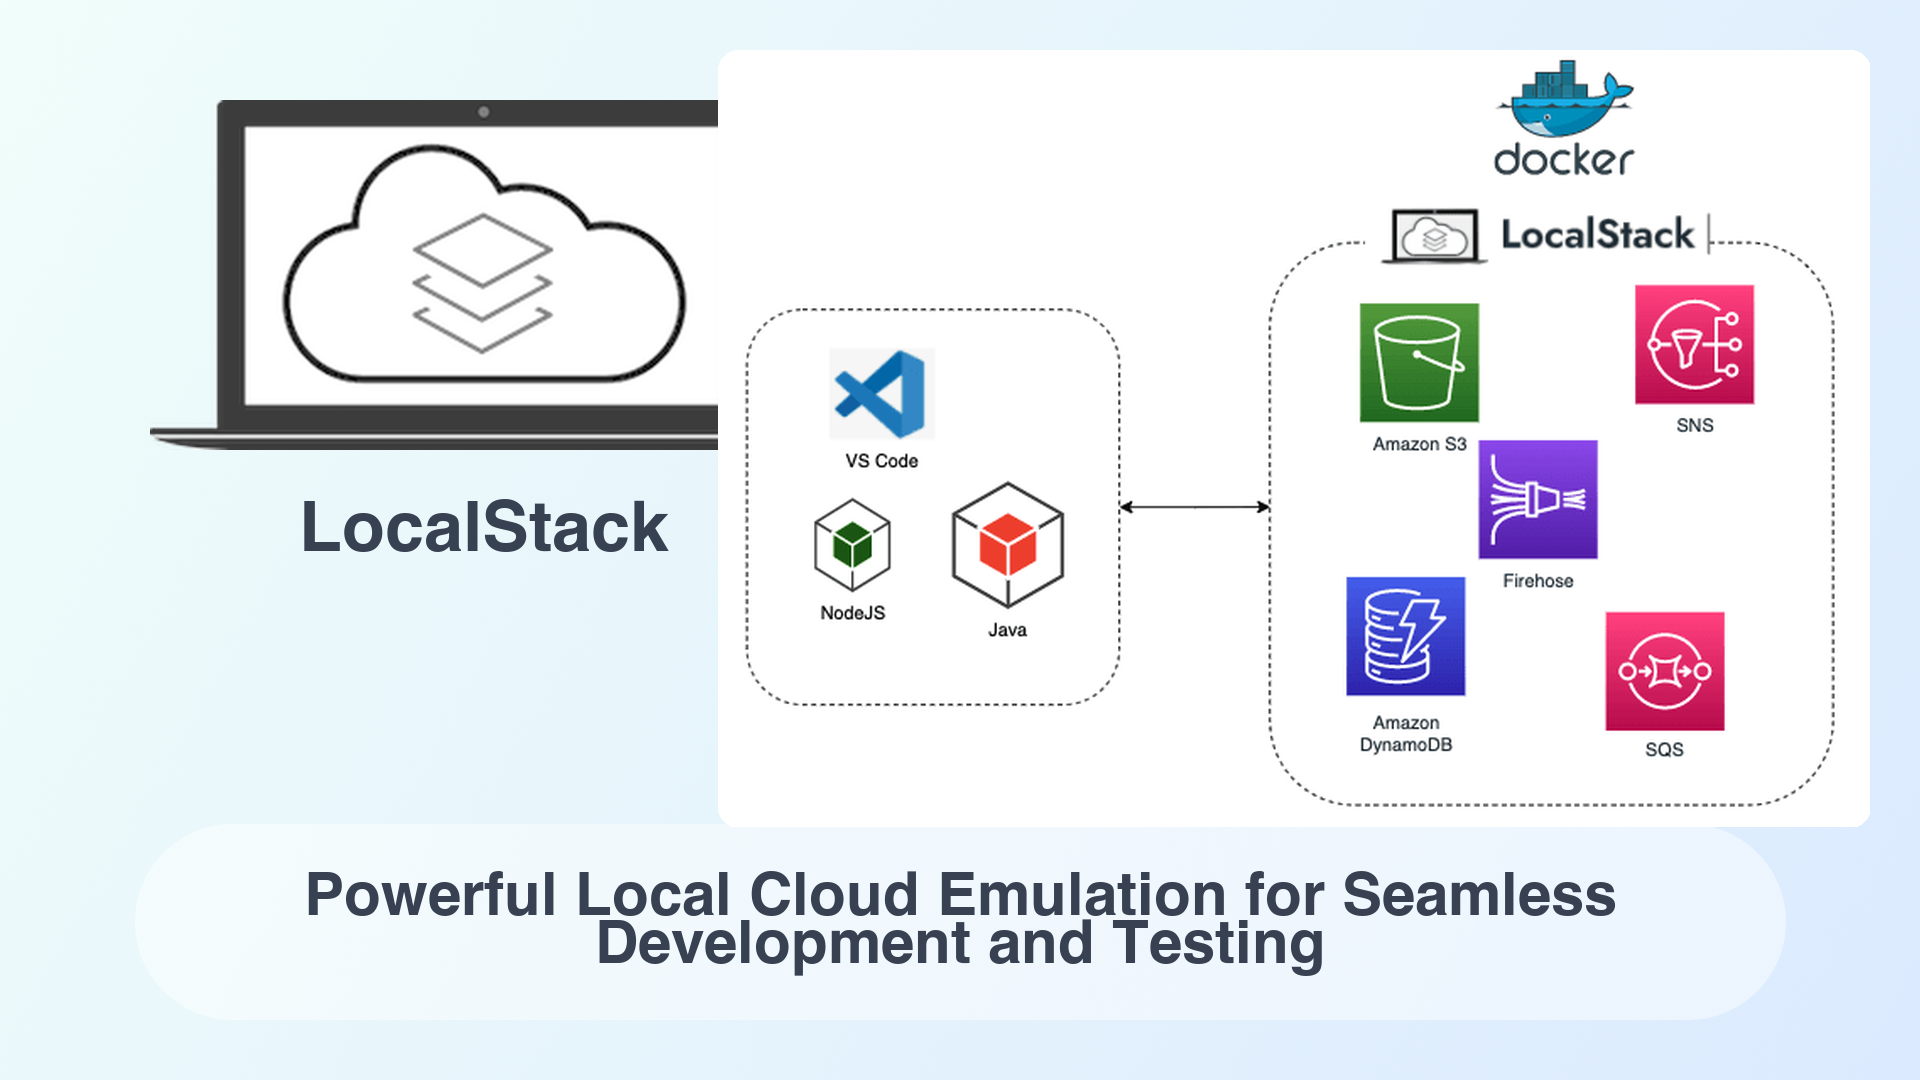 LocalStack
docker
LocalStack
VS Code
NodeJS
Java
Amazon S3
SNS
Firehose
Amazon
DynamoDB
SQS
Powerful Local Cloud Emulation for Seamless
Development and Testing